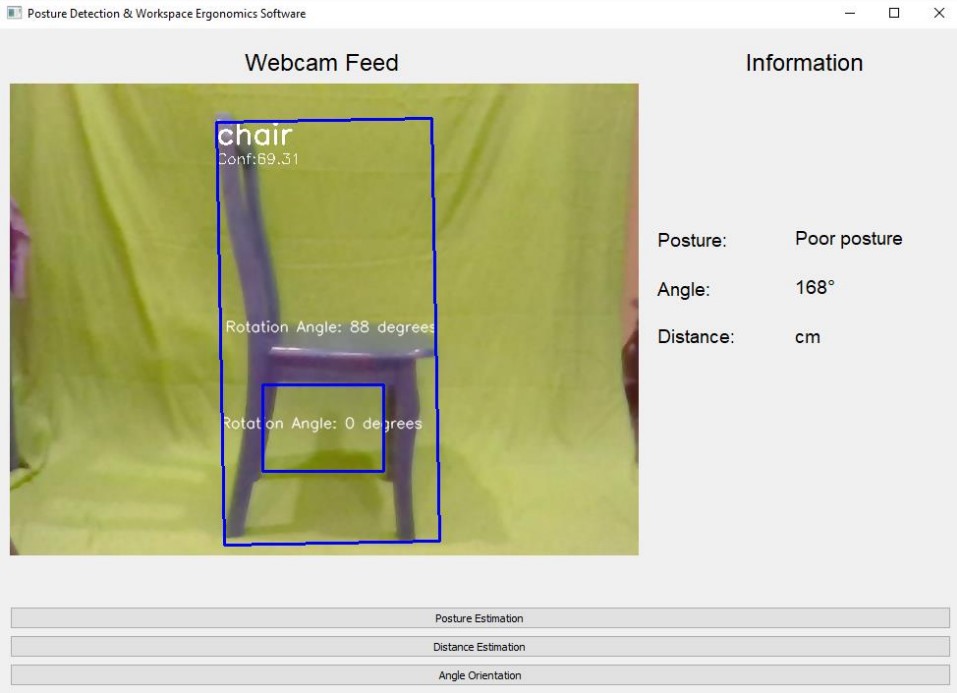 Posture Detection & Workspace Ergonomics Software
Webcam Feed
Information
chair
Conf:69.31
Rotation Angle: 88 degrees
Rotation Angle: 0 degrees
Posture: Poor posture
Angle: 168°
Distance: cm
Posture Estimation
Distance Estimation
Angle Orientation